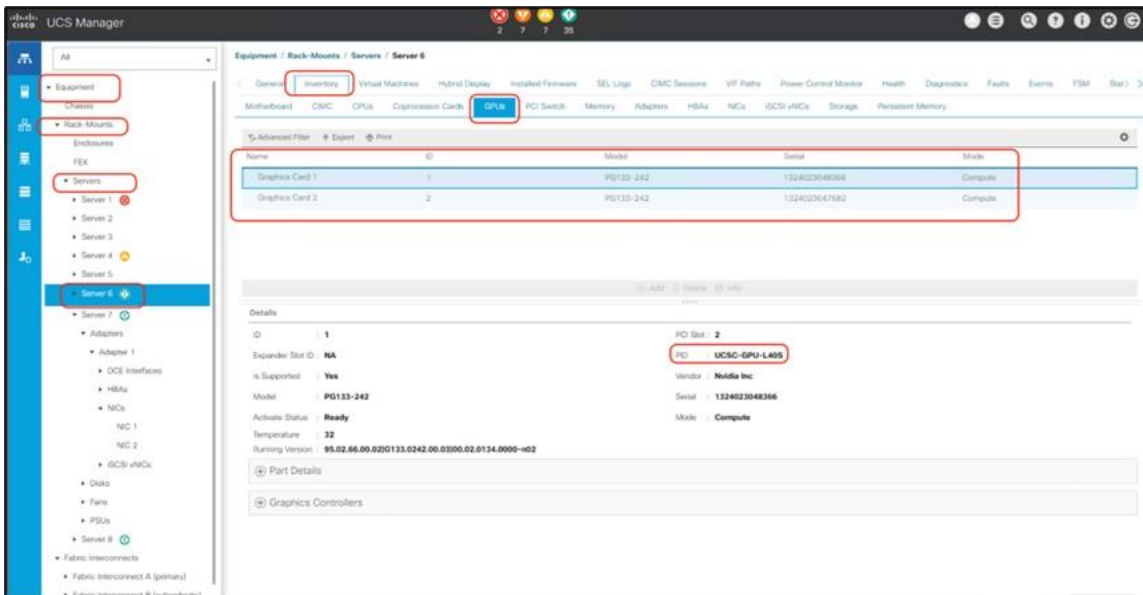 cisco UCS Manager
2 7 7 35
All
Equipment
Chassis
Rack-Mounts
Enclosures
FEX
Servers
Server 1
Server 2
Server 3
Server 4
Server 5
Server 6
Server 7
Adapters
Adapter 1
DCE Interfaces
HBAs
NICs
NIC 1
NIC 2
iSCSI vNICs
Disks
Fans
PSUs
Server 8
Fabric Interconnects
Fabric Interconnect A (primary)
Fabric Interconnect B (subordinate)
Equipment / Rack-Mounts / Servers / Server 6
General Inventory Virtual Machines Hybrid Display Installed Firmware SEL Logs CIMC Sessions VIF Paths Power Control Monitor Health Diagnostics Faults Events FSM
Motherboard CIMC CPUs Coprocessor Cards GPUs PCI Switch Memory Adapters HBAs NICs iSCSI vNICs Storage Persistent Memory
Advanced Filter Export Print
Name ID Model Serial Mode
Graphics Card 1 1 PG133-242 1324023048366 Compute
Graphics Card 2 2 PG133-242 1324023047682 Compute
Add Delete Info
Details
ID : 1 PCI Slot : 2
Expander Slot ID : NA PID : UCSC-GPU-L40S
Is Supported : Yes Vendor : Nvidia Inc
Model : PG133-242 Serial : 1324023048366
Activate Status : Ready Mode : Compute
Temperature : 32
Running Version : 95.02.66.00.02|G133.0242.00.03|00.02.0134.0000-n02
Part Details
Graphics Controllers